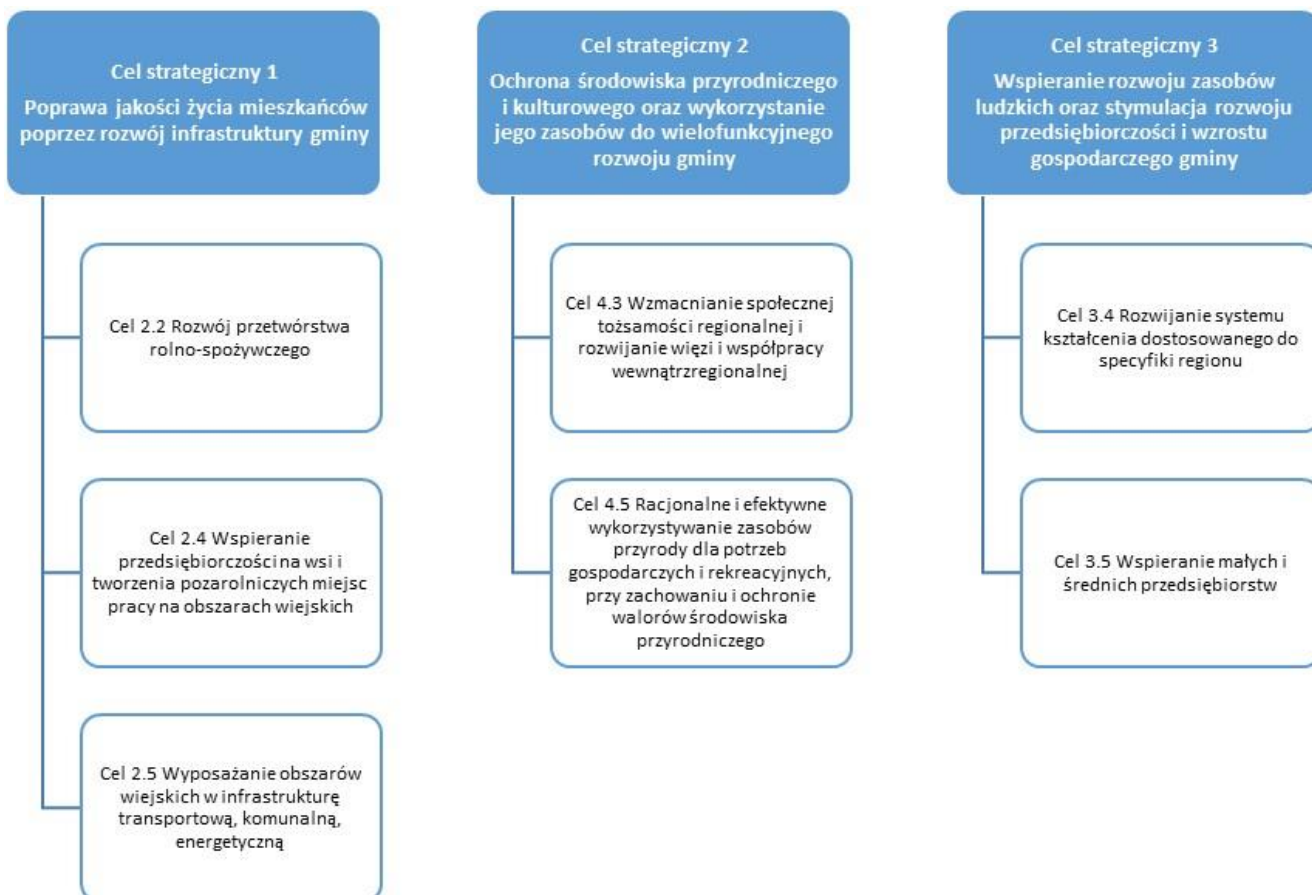 Cel strategiczny 1
Poprawa jakości życia mieszkańców
poprzez rozwój infrastruktury gminy
Cel 2.2 Rozwój przetwórstwa
rolno-spożywczego
Cel 2.4 Wspieranie
przedsiębiorczości na wsi i
tworzenia pozarolniczych miejsc
pracy na obszarach wiejskich
Cel 2.5 Wyposażanie obszarów
wiejskich w infrastrukturę
transportową, komunalną,
energetyczną
Cel strategiczny 2
Ochrona środowiska przyrodniczego
i kulturowego oraz wykorzystanie
jego zasobów do wielofunkcyjnego
rozwoju gminy
Cel 4.3 Wzmacnianie społecznej
tożsamości regionalnej i
rozwijanie więzi i współpracy
wewnątrzregionalnej
Cel 4.5 Racjonalne i efektywne
wykorzystywanie zasobów
przyrody dla potrzeb
gospodarczych i rekreacyjnych,
przy zachowaniu i ochronie
walorów środowiska
przyrodniczego
Cel strategiczny 3
Wspieranie rozwoju zasobów
ludzkich oraz stymulacja rozwoju
przedsiębiorczości i wzrostu
gospodarczego gminy
Cel 3.4 Rozwijanie systemu
kształcenia dostosowanego do
specyfiki regionu
Cel 3.5 Wspieranie małych i
średnich przedsiębiorstw